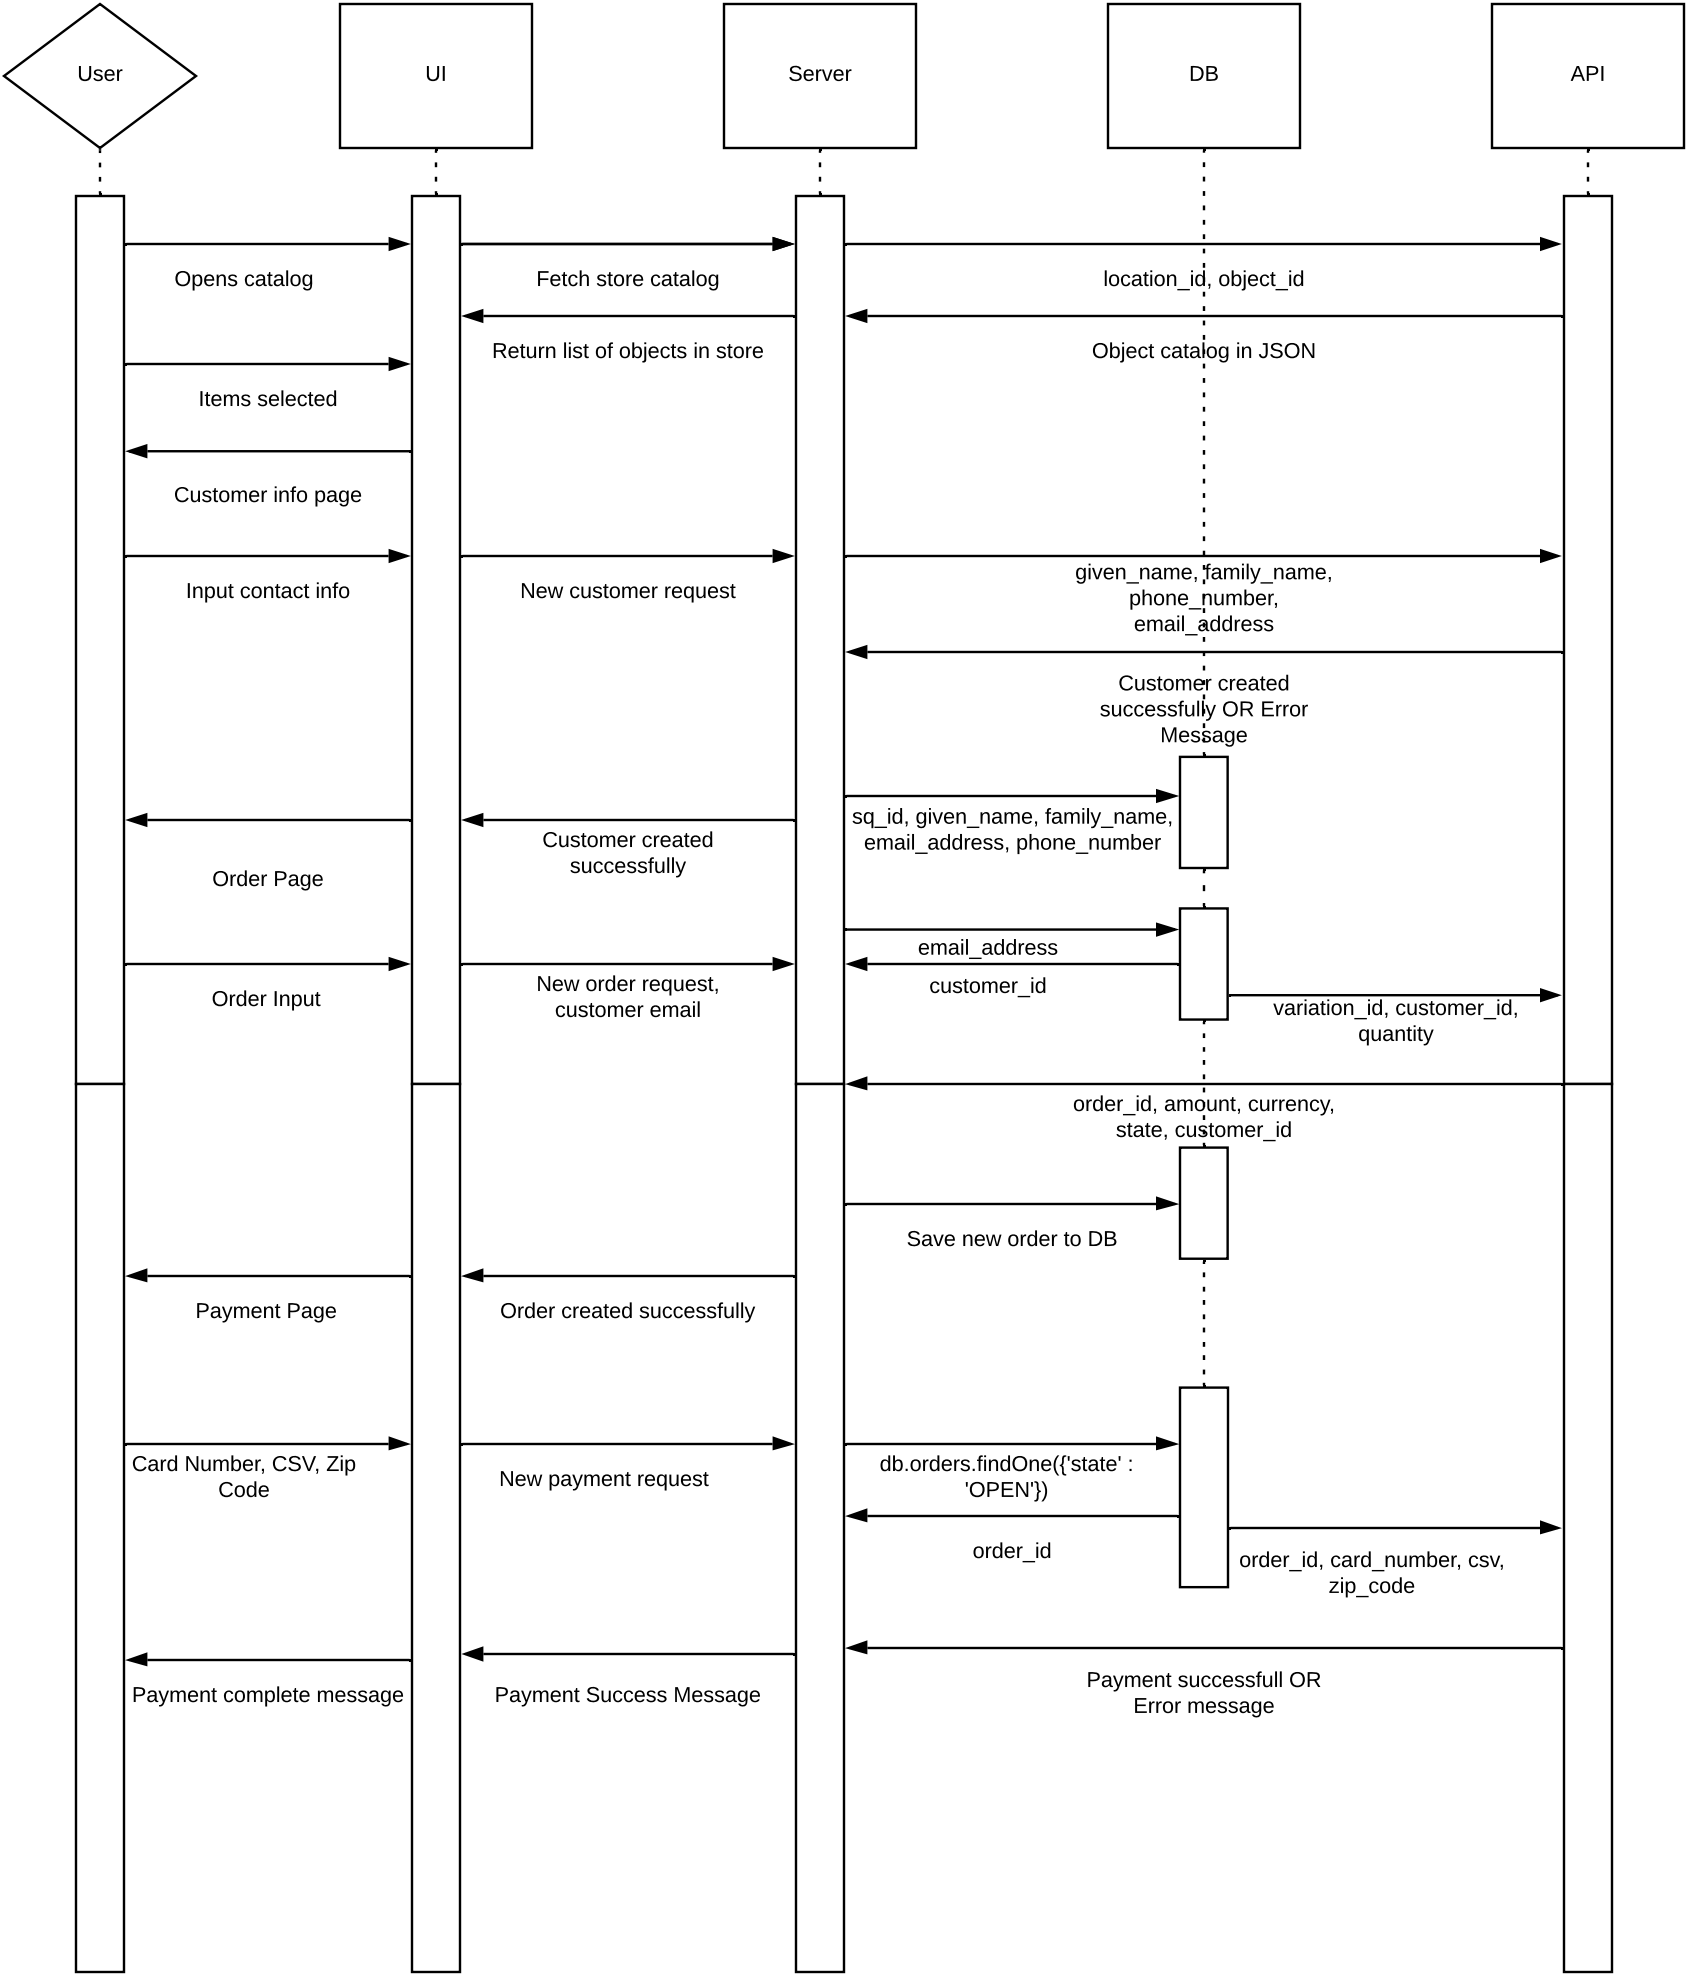 User
UI
Server
DB
API
Opens catalog
Fetch store catalog
location_id, object_id
Return list of objects in store
Object catalog in JSON
Items selected
Customer info page
Input contact info
New customer request
given_name, family_name,
phone_number,
email_address
Customer created
successfully OR Error
Message
sq_id, given_name, family_name,
email_address, phone_number
Customer created
successfully
Order Page
email_address
customer_id
Order Input
New order request,
customer email
variation_id, customer_id,
quantity
order_id, amount, currency,
state, customer_id
Save new order to DB
Payment Page
Order created successfully
Card Number, CSV, Zip
Code
New payment request
db.orders.findOne({'state' :
'OPEN'})
order_id
order_id, card_number, csv,
zip_code
Payment complete message
Payment Success Message
Payment successfull OR
Error message